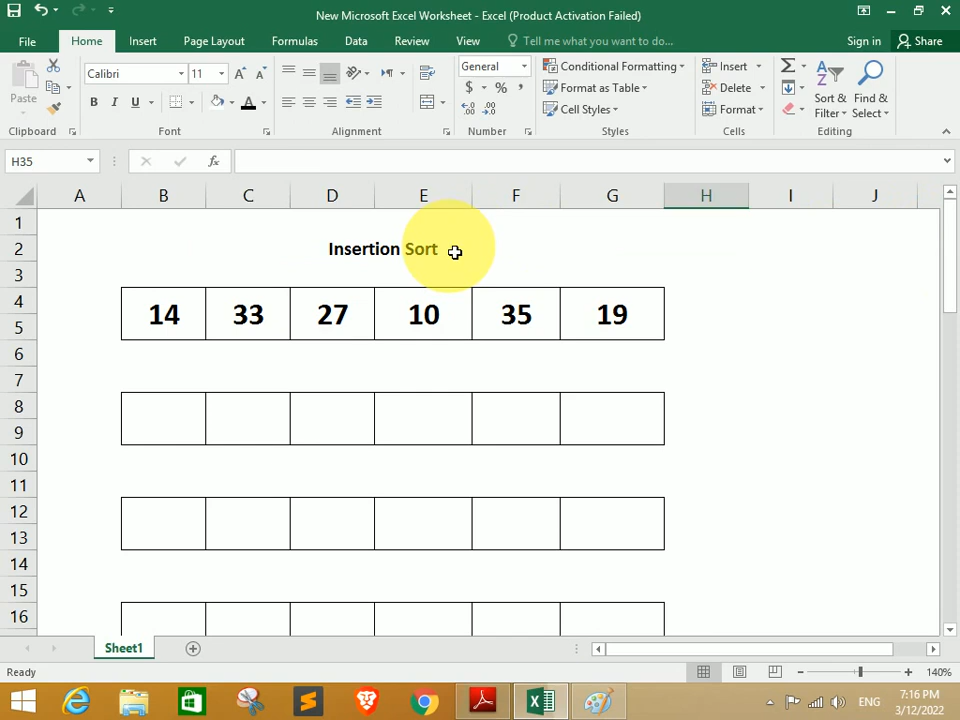 New Microsoft Excel Worksheet - Excel (Product Activation Failed)
File Home Insert Page Layout Formulas Data Review View Tell me what you want to do... Sign in Share
Paste Calibri 11 General Conditional Formatting Insert Sort & Find &
B I U A $ % , Format as Table Delete Filter Select
.0 .00 Cell Styles Format
Clipboard Font Alignment Number Styles Cells Editing
H35 fx
A B C D E F G H I J
1
2 Insertion Sort
3
4 14 33 27 10 35 19
5
6
7
8
9
10
11
12
13
14
15
16
Sheet1
Ready 140%
ENG 7:16 PM
3/12/2022